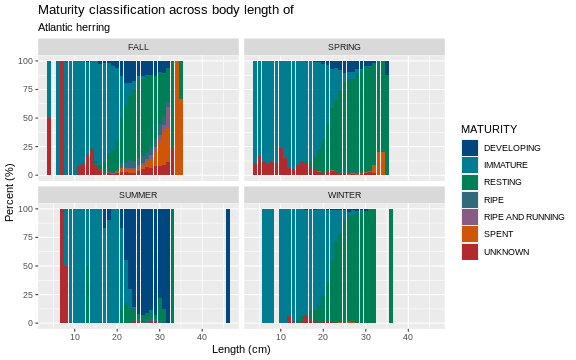 Maturity classification across body length of
Atlantic herring
FALL
SPRING
100
75
50
25
0
SUMMER
WINTER
100
75
50
25
0
10
20
30
40
10
20
30
40
Length (cm)
Percent (%)
MATURITY
DEVELOPING
IMMATURE
RESTING
RIPE
RIPE AND RUNNING
SPENT
UNKNOWN